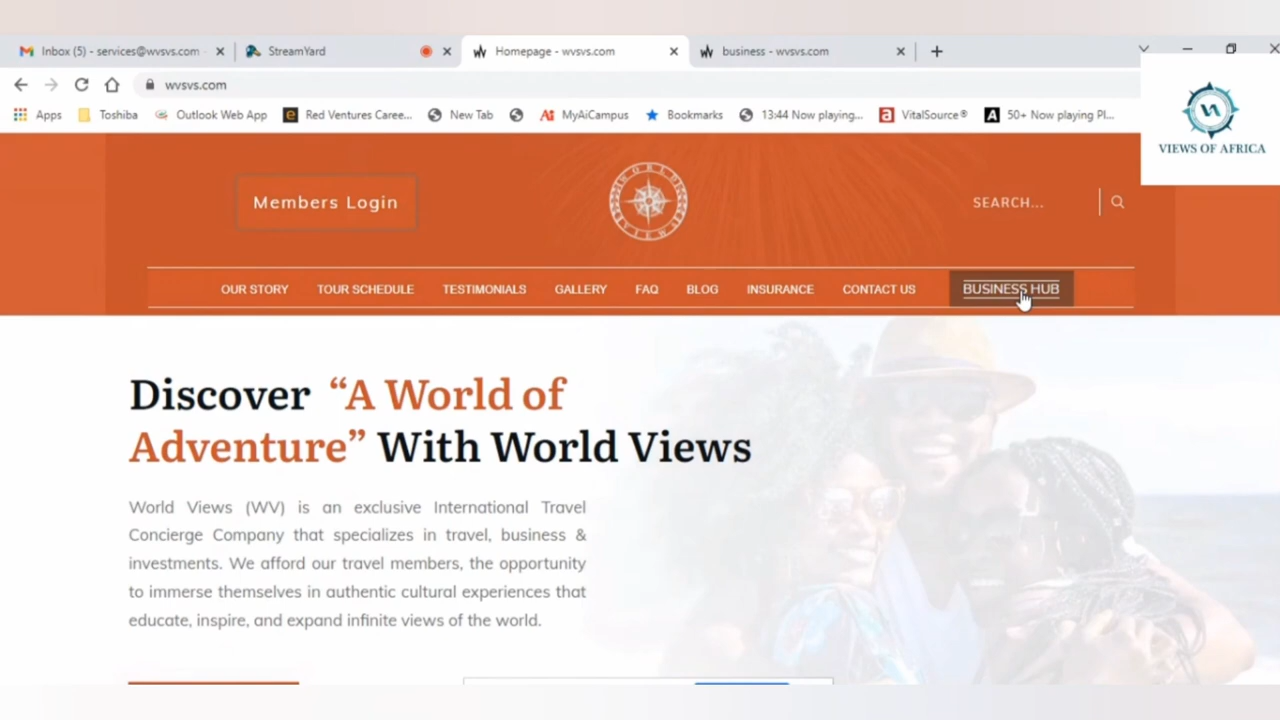 Inbox (5) - services@wvsvs.com
StreamYard
Homepage - wvsvs.com
business - wvsvs.com
wvsvs.com
Apps
Toshiba
Outlook Web App
Red Ventures Caree...
New Tab
MyAiCampus
Bookmarks
13:44 Now playing...
VitalSource®
50+ Now playing Pl...
VIEWS OF AFRICA
Members Login
WORLD VIEWS
SEARCH...
OUR STORY
TOUR SCHEDULE
TESTIMONIALS
GALLERY
FAQ
BLOG
INSURANCE
CONTACT US
BUSINESS HUB
Discover “A World of
Adventure” With World Views
World Views (WV) is an exclusive International Travel
Concierge Company that specializes in travel, business &
investments. We afford our travel members, the opportunity
to immerse themselves in authentic cultural experiences that
educate, inspire, and expand infinite views of the world.